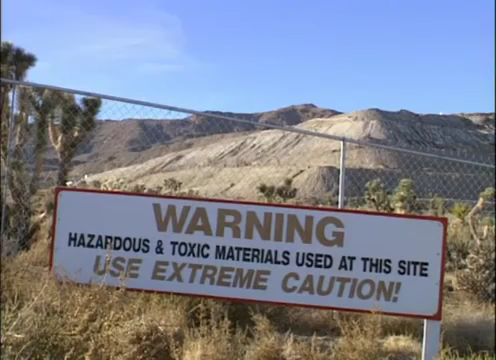 WARNING
HAZARDOUS & TOXIC MATERIALS USED AT THIS SITE
USE EXTREME CAUTION!